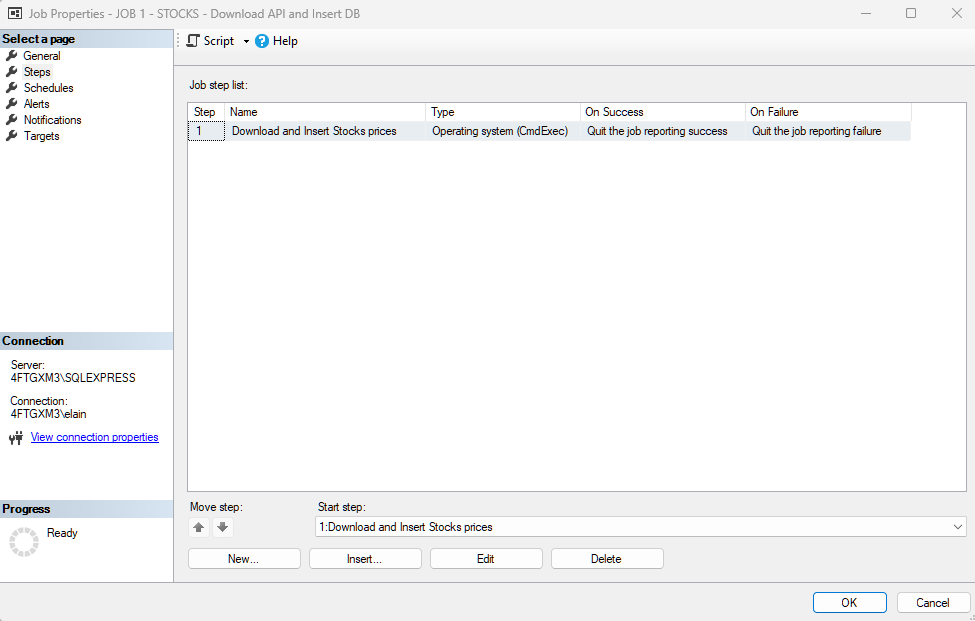 Job Properties - JOB 1 - STOCKS - Download API and Insert DB
Select a page
General
Steps
Schedules
Alerts
Notifications
Targets
Connection
Server:
4FTGXM3\SQLEXPRESS
Connection:
4FTGXM3\elain
View connection properties
Progress
Ready
Script Help
Job step list:
Step Name Type On Success On Failure
1 Download and Insert Stocks prices Operating system (CmdExec) Quit the job reporting success Quit the job reporting failure
Move step: Start step:
1:Download and Insert Stocks prices
New... Insert... Edit Delete
OK Cancel